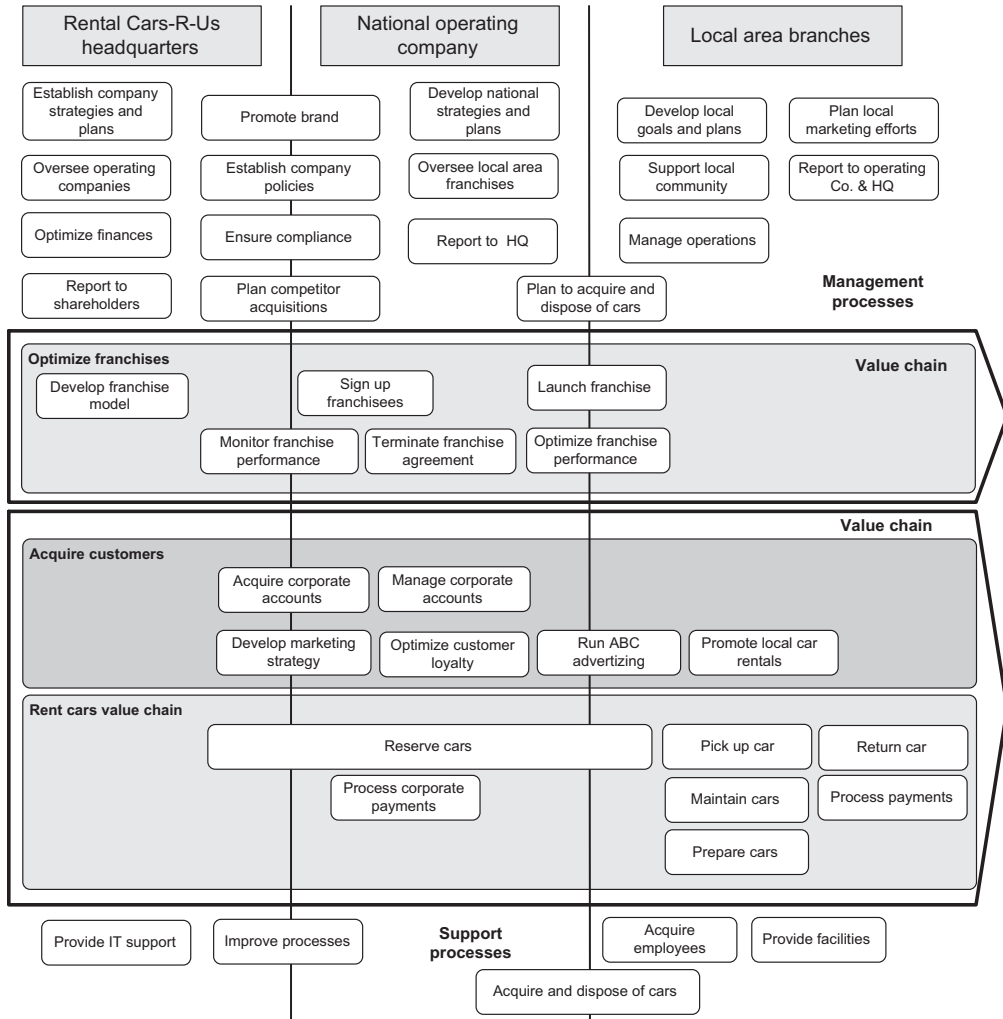 Rental Cars-R-Us
headquarters
National operating
company
Local area branches
Establish company
strategies and
plans
Promote brand
Develop national
strategies and
plans
Develop local
goals and plans
Plan local
marketing efforts
Oversee operating
companies
Establish company
policies
Oversee local area
franchises
Support local
community
Report to operating
Co. & HQ
Optimize finances
Ensure compliance
Report to  HQ
Manage operations
Report to
shareholders
Plan competitor
acquisitions
Plan to acquire and
dispose of cars
Management
processes
Optimize franchises
Value chain
Develop franchise
model
Sign up
franchisees
Launch franchise
Monitor franchise
performance
Terminate franchise
agreement
Optimize franchise
performance
Value chain
Acquire customers
Acquire corporate
accounts
Manage corporate
accounts
Develop marketing
strategy
Optimize customer
loyalty
Run ABC
advertizing
Promote local car
rentals
Rent cars value chain
Reserve cars
Pick up car
Return car
Process corporate
payments
Maintain cars
Process payments
Prepare cars
Provide IT support
Improve processes
Support
processes
Acquire
employees
Provide facilities
Acquire and dispose of cars